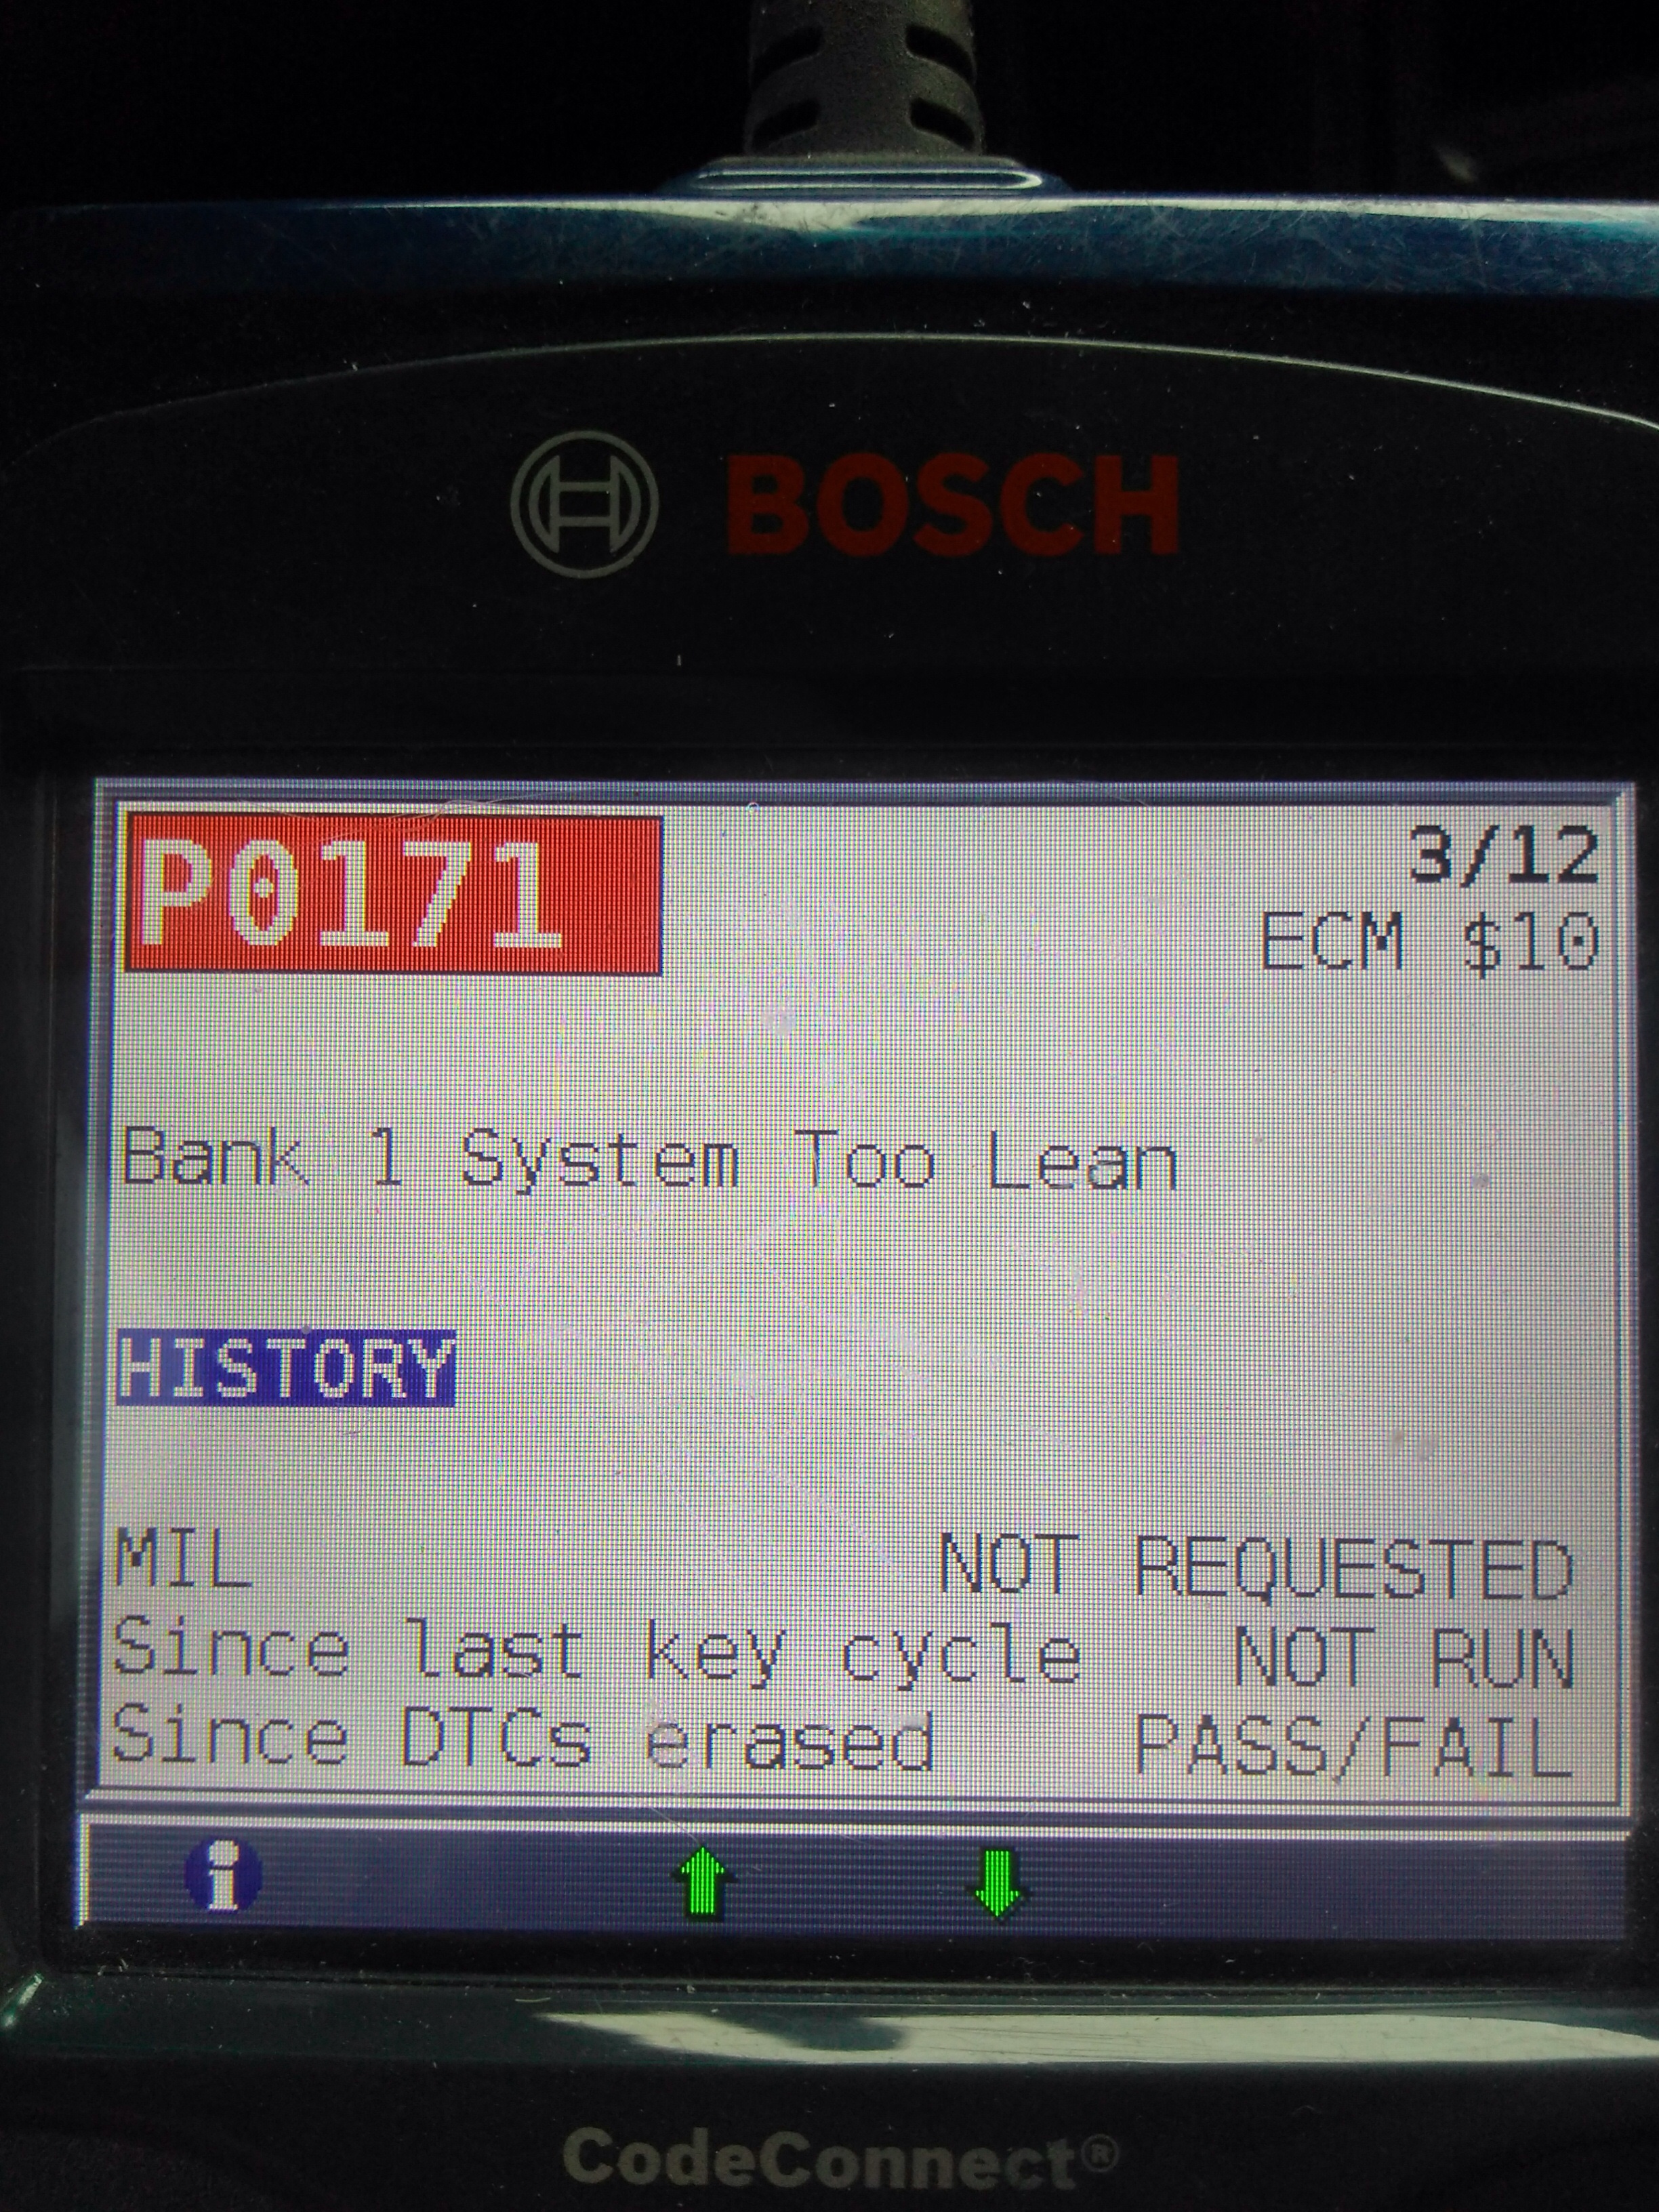 BOSCH
P0171
3/12
ECM $10
Bank 1 System Too Lean
HISTORY
MIL NOT REQUESTED
Since last key cycle NOT RUN
Since DTCs erased PASS/FAIL
i
CodeConnect®